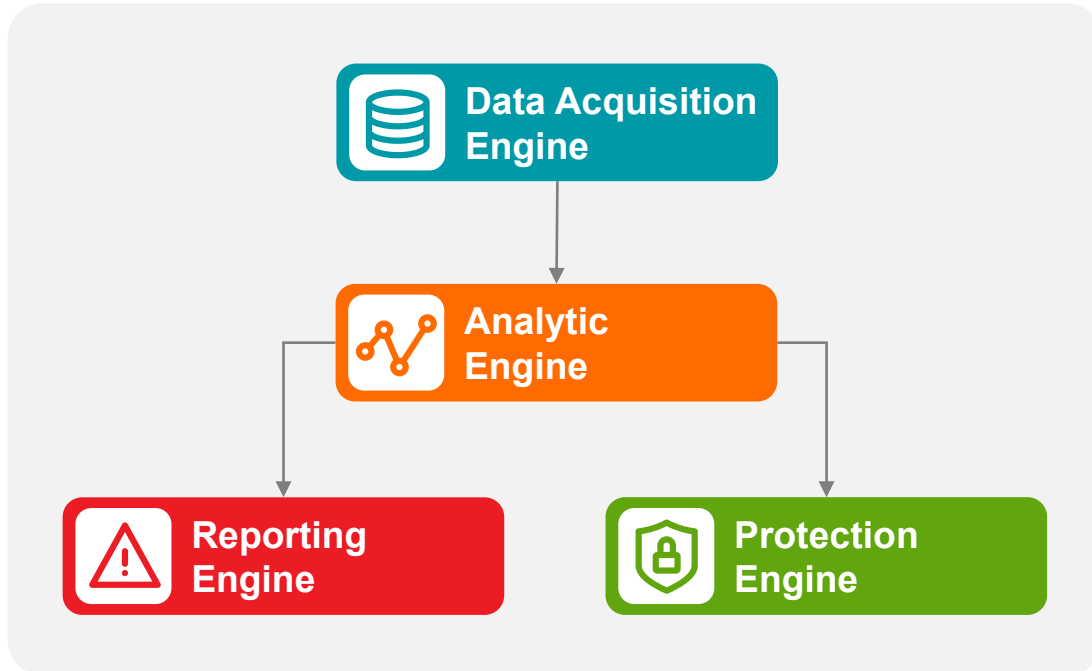 Data Acquisition
Engine
Analytic
Engine
Reporting
Engine
Protection
Engine